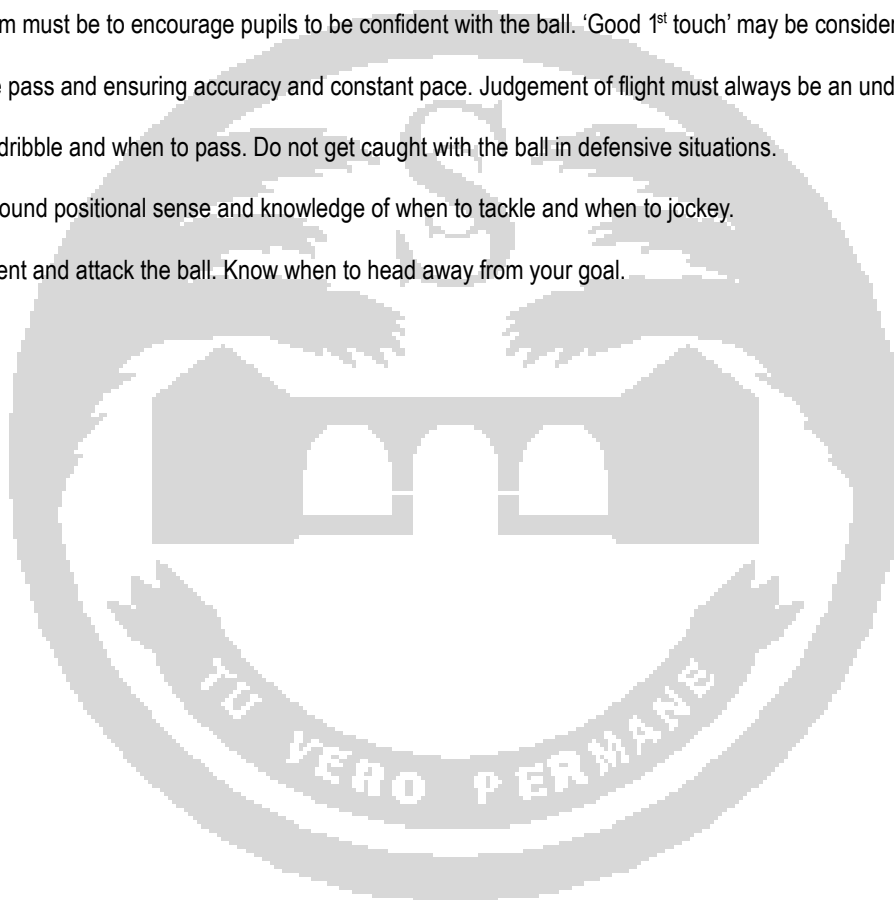 m must be to encourage pupils to be confident with the ball. ‘Good 1st touch’ may be consider
e pass and ensuring accuracy and constant pace. Judgement of flight must always be an und
dribble and when to pass. Do not get caught with the ball in defensive situations.
ound positional sense and knowledge of when to tackle and when to jockey.
ent and attack the ball. Know when to head away from your goal.
S
TU VERO PERMANE